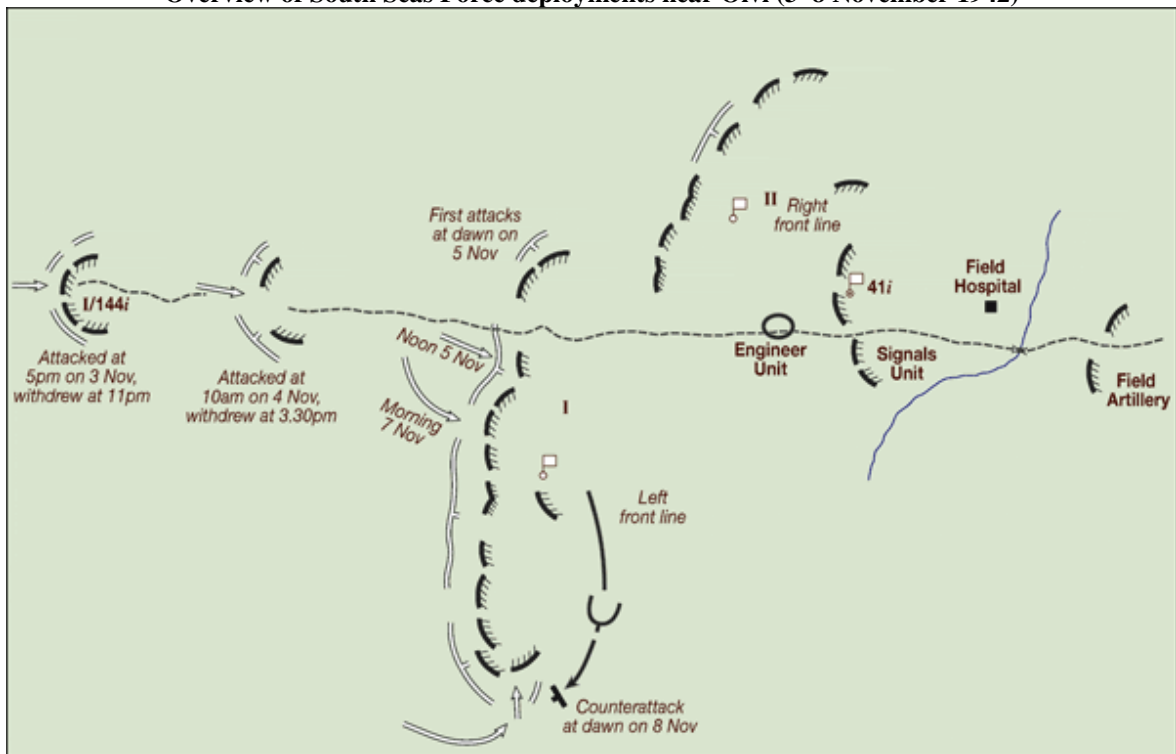 Overview of South Seas Force deployments near Oivi (3–8 November 1942)
II
Right
front line
First attacks
at dawn on
5 Nov
I/144i
41i
Field
Hospital
Noon 5 Nov
Engineer
Unit
Signals
Unit
Field
Artillery
Attacked at
5pm on 3 Nov,
withdrew at 11pm
Attacked at
10am on 4 Nov,
withdrew at 3.30pm
Morning
7 Nov
I
Left
front line
Counterattack
at dawn on 8 Nov